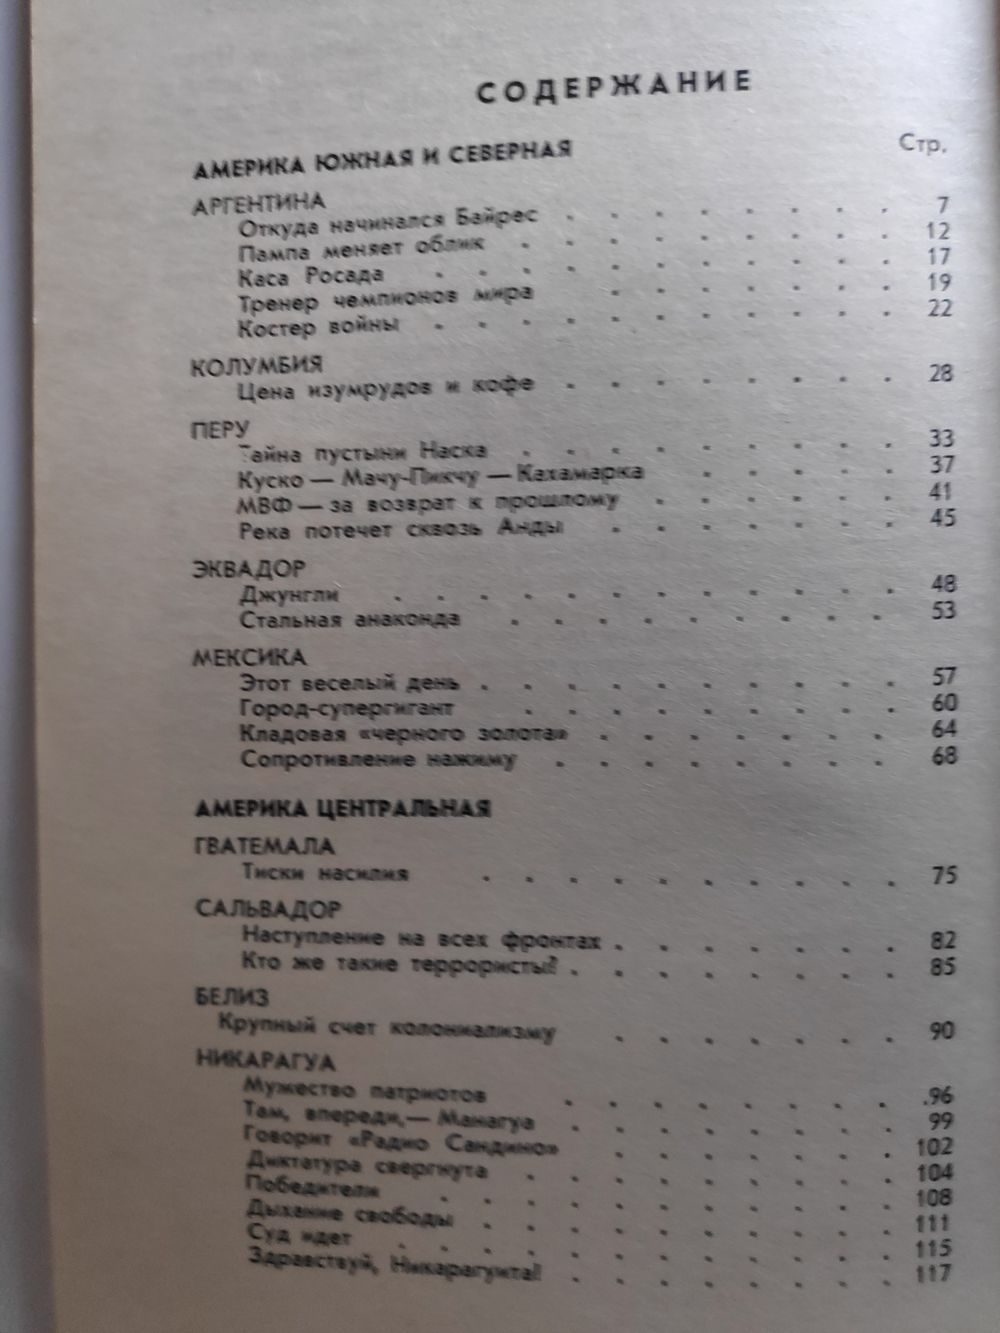 СОДЕРЖАНИЕ
Стр.
АМЕРИКА ЮЖНАЯ И СЕВЕРНАЯ
АРГЕНТИНА
Откуда начинался Байрес . . . . . . . . 7
Пампа меняет облик . . . . . . . . . 12
Каса Росада . . . . . . . . . . . 17
Тренер чемпионов мира . . . . . . . 19
Костер войны . . . . . . . . . . . 22
КОЛУМБИЯ
Цена изумрудов и кофе . . . . . . . . 28
ПЕРУ
Тайна пустыни Наска . . . . . . . . . 33
Куско — Мачу-Пикчу — Кахамарка . . . . . 37
МВФ — за возврат к прошлому . . . . . . 41
Река потечет сквозь Анды . . . . . . . 45
ЭКВАДОР
Джунгли . . . . . . . . . . . . 48
Стальная анаконда . . . . . . . . . 53
МЕКСИКА
Этот веселый день . . . . . . . . . . 57
Город-супергигант . . . . . . . . . 60
Кладовая «черного золота» . . . . . . . 64
Сопротивление нажиму . . . . . . . . 68
АМЕРИКА ЦЕНТРАЛЬНАЯ
ГВАТЕМАЛА
Тиски насилия . . . . . . . . . . 75
САЛЬВАДОР
Наступление на всех фронтах . . . . . . . 82
Кто же такие террористы? . . . . . . . . 85
БЕЛИЗ
Крупный счет колониализму . . . . . . . 90
НИКАРАГУА
Мужество патриотов . . . . . . . . .96
Там, впереди,— Манагуа . . . . . . . . 99
Говорит «Радио Сандино» . . . . . . . 102
Диктатура свергнута . . . . . . . . . 104
Победители . . . . . . . . . . . 108
Дыхание свободы . . . . . . . . . . 111
Суд идет . . . . . . . . . . . . 115
Здравствуй, Никарагуита! . . . . . . . . 117